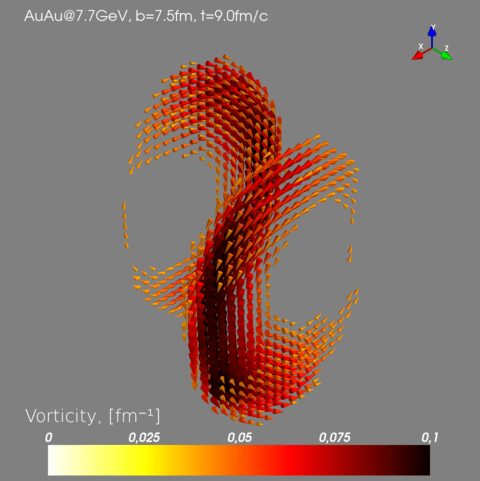 AuAu@7.7GeV, b=7.5fm, t=9.0fm/c
Y
X
Z
Vorticity, [fm⁻¹]
0 0,025 0,05 0,075 0,1